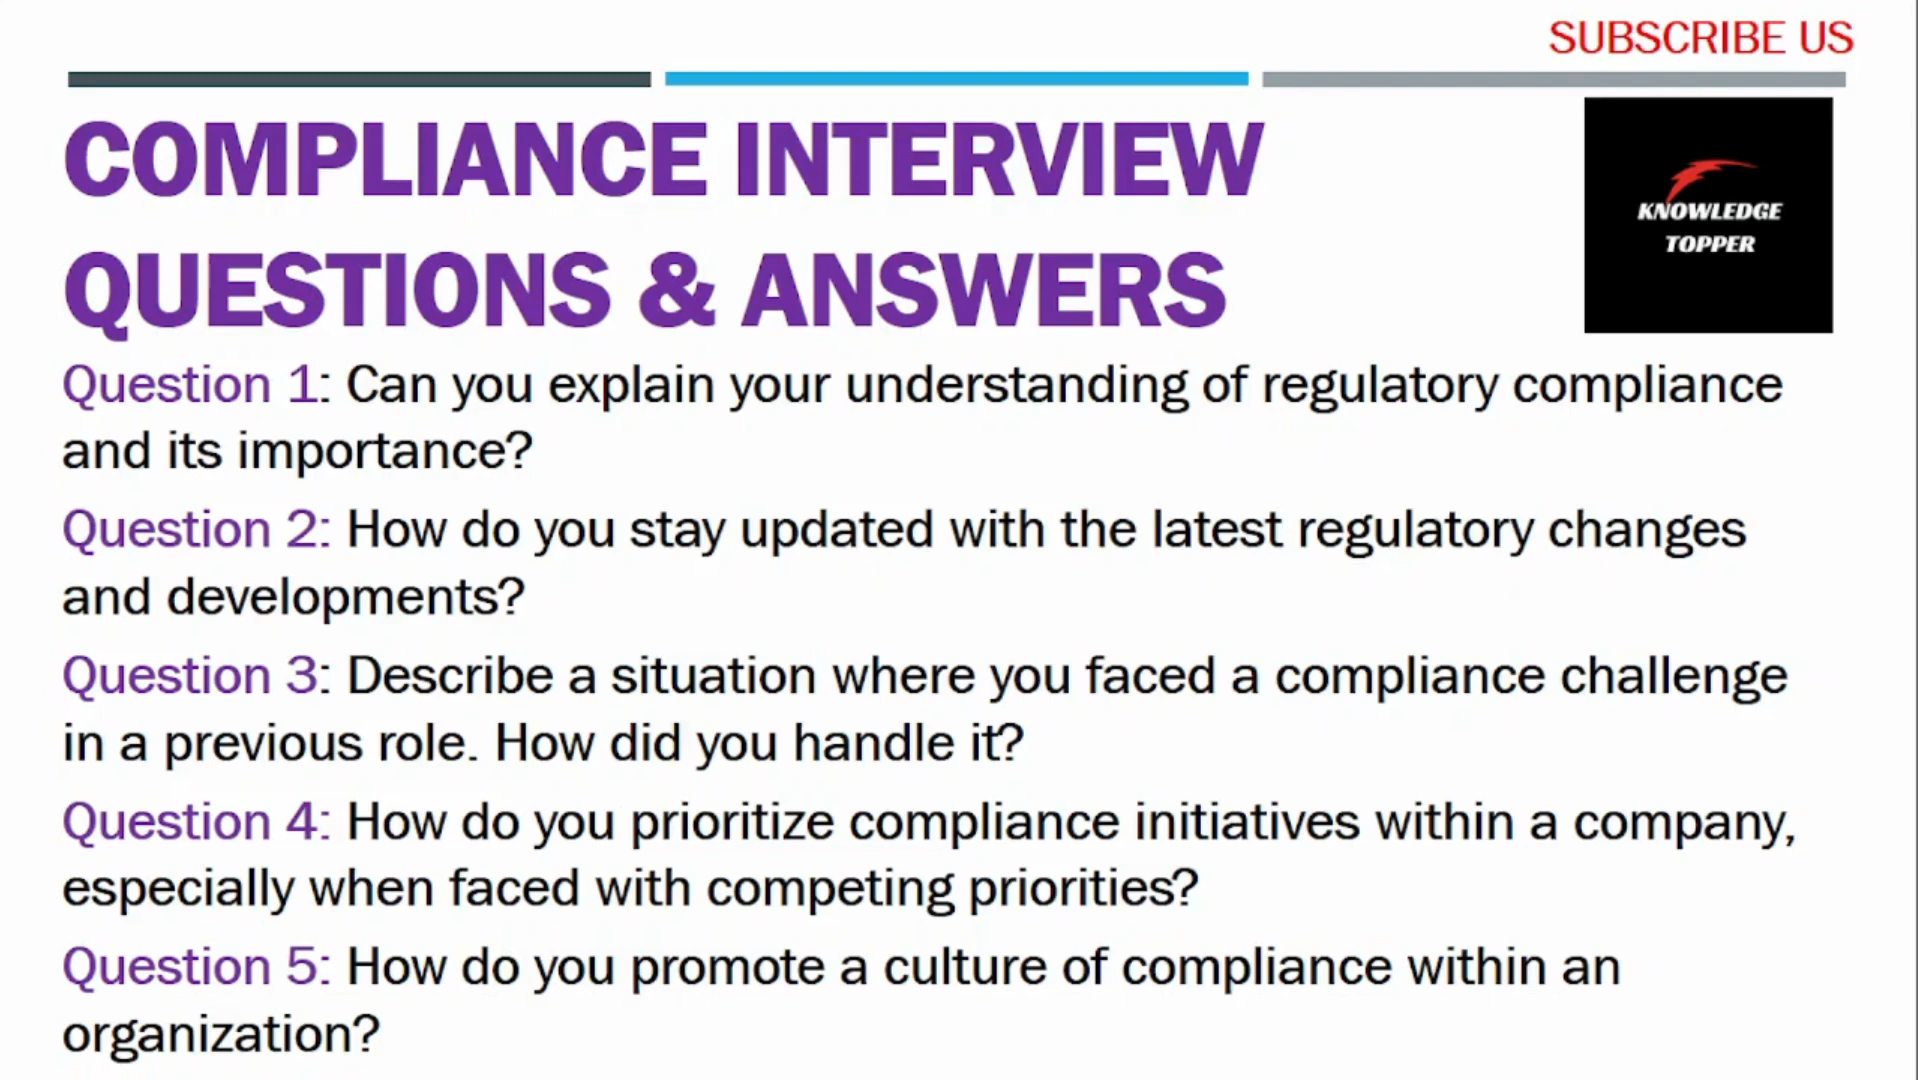 SUBSCRIBE US
COMPLIANCE INTERVIEW
QUESTIONS & ANSWERS
KNOWLEDGE
TOPPER
Question 1: Can you explain your understanding of regulatory compliance
and its importance?
Question 2: How do you stay updated with the latest regulatory changes
and developments?
Question 3: Describe a situation where you faced a compliance challenge
in a previous role. How did you handle it?
Question 4: How do you prioritize compliance initiatives within a company,
especially when faced with competing priorities?
Question 5: How do you promote a culture of compliance within an
organization?